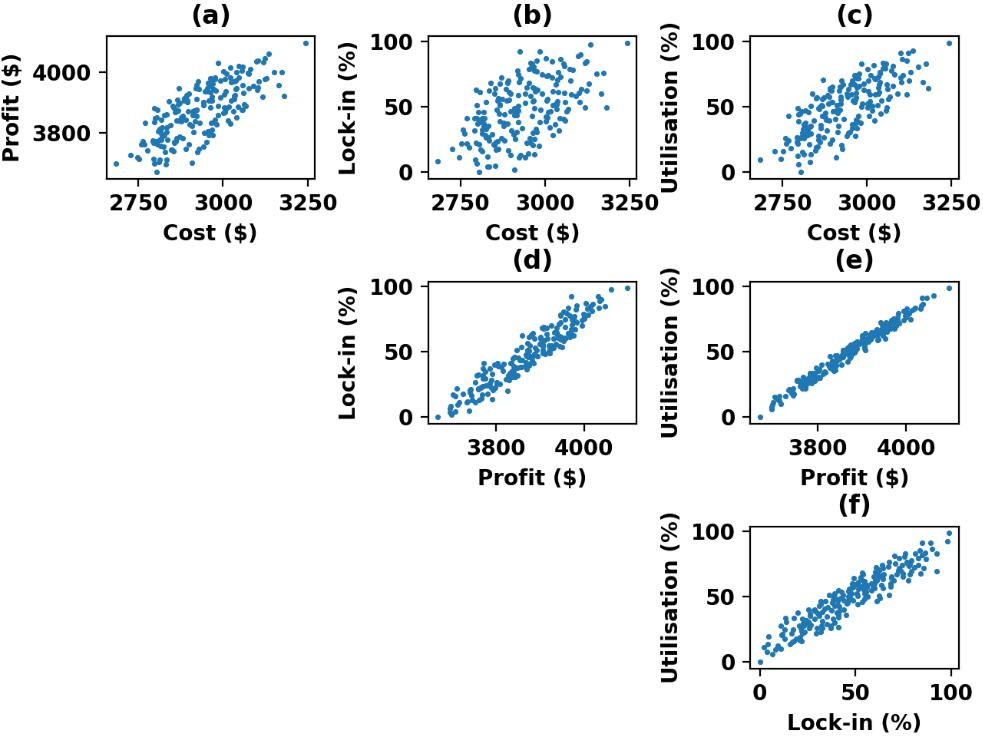 (a)
Profit ($)
4000
3800
2750 3000 3250
Cost ($)
(b)
Lock-in (%)
100
50
0
2750 3000 3250
Cost ($)
(c)
Utilisation (%)
100
50
0
2750 3000 3250
Cost ($)
(d)
Lock-in (%)
100
50
0
3800 4000
Profit ($)
(e)
Utilisation (%)
100
50
0
3800 4000
Profit ($)
(f)
Utilisation (%)
100
50
0
0 50 100
Lock-in (%)